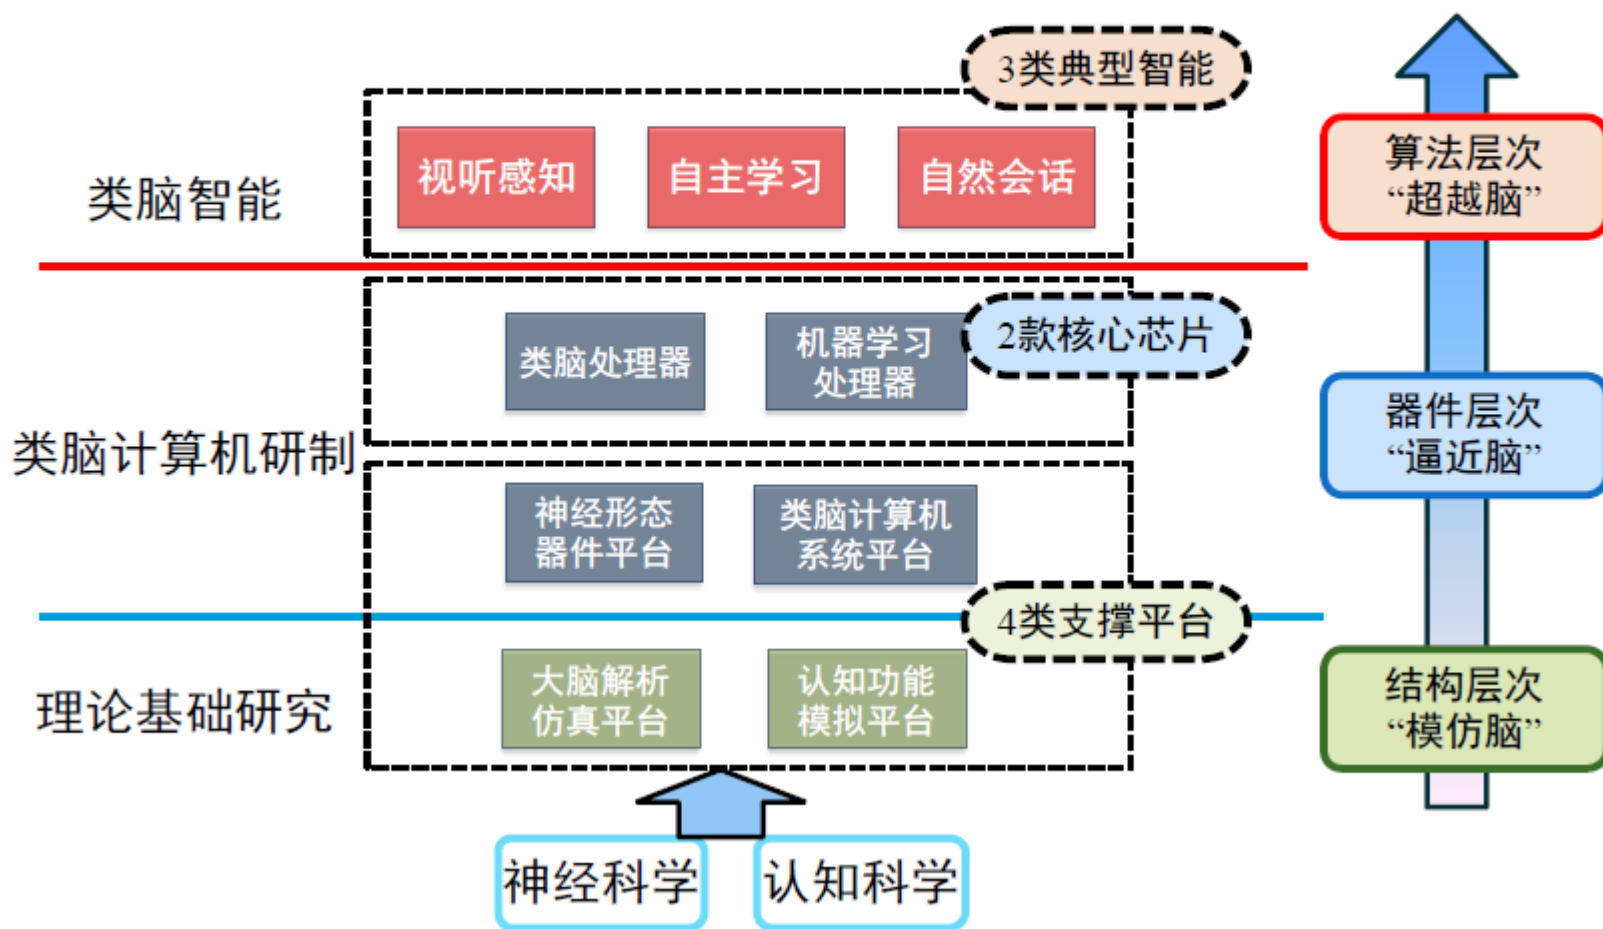 3类典型智能
视听感知
自主学习
自然会话
类脑智能
算法层次
“超越脑”
2款核心芯片
类脑处理器
机器学习
处理器
类脑计算机研制
器件层次
“逼近脑”
神经形态
器件平台
类脑计算机
系统平台
4类支撑平台
大脑解析
仿真平台
认知功能
模拟平台
理论基础研究
结构层次
“模仿脑”
神经科学
认知科学